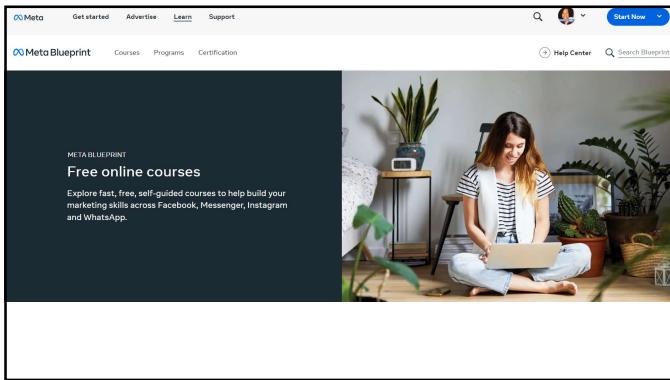 Meta Get started Advertise Learn Support Start Now
Meta Blueprint Courses Programs Certification Help Center Search Blueprint
META BLUEPRINT
Free online courses
Explore fast, free, self-guided courses to help build your
marketing skills across Facebook, Messenger, Instagram
and WhatsApp.